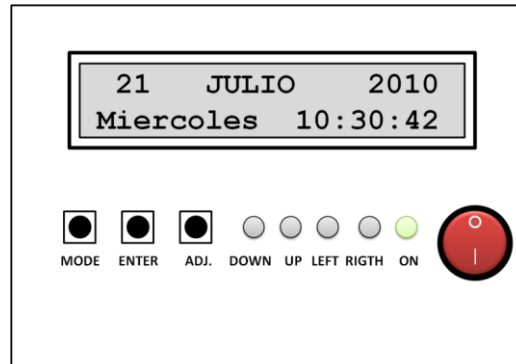 21 JULIO 2010
Miercoles 10:30:42
MODE ENTER ADJ. DOWN UP LEFT RIGTH ON